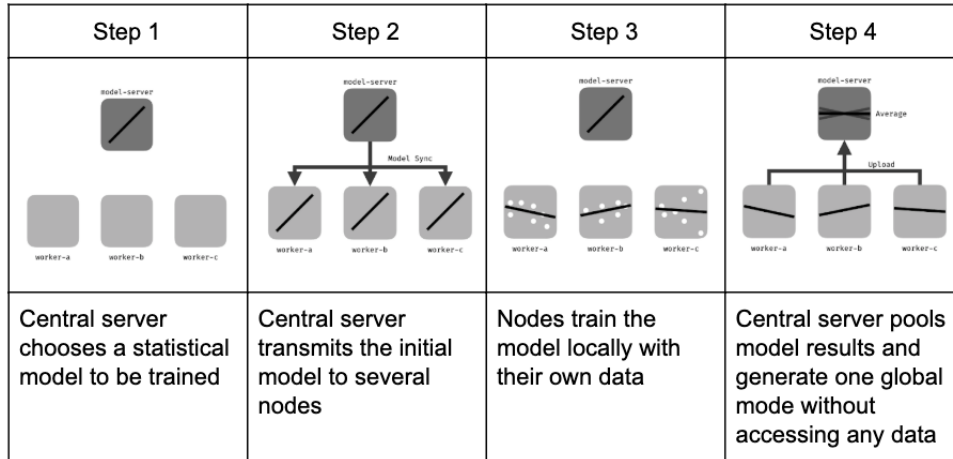 Step 1
Step 2
Step 3
Step 4
model-server
worker-a
worker-b
worker-c
model-server
Model Sync
worker-a
worker-b
worker-c
model-server
worker-a
worker-b
worker-c
model-server
Average
Upload
worker-a
worker-b
worker-c
Central server
chooses a statistical
model to be trained
Central server
transmits the initial
model to several
nodes
Nodes train the
model locally with
their own data
Central server pools
model results and
generate one global
mode without
accessing any data